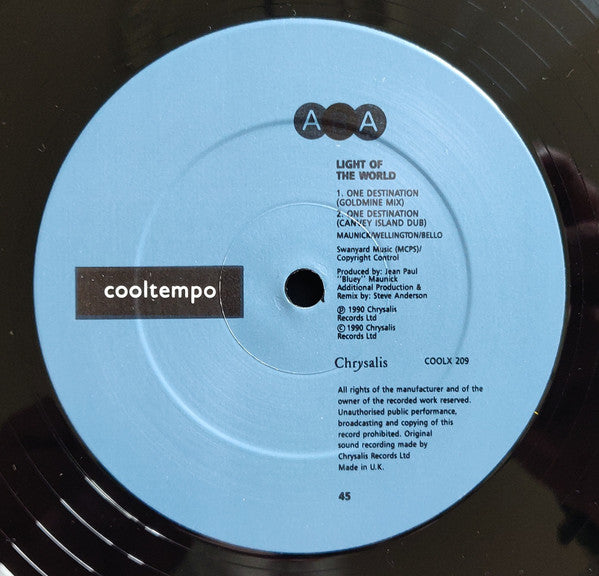 A A
LIGHT OF
THE WORLD
1. ONE DESTINATION
(GOLDMINE MIX)
2. ONE DESTINATION
(CANVEY ISLAND DUB)
MAUNICK/WELLINGTON/BELLO
Swanyard Music (MCPS)/
Copyright Control
cooltempo
Produced by: Jean Paul
"Bluey" Maunick
Additional Production &
Remix by: Steve Anderson
℗ 1990 Chrysalis
Records Ltd
© 1990 Chrysalis
Records Ltd
Chrysalis COOLX 209
All rights of the manufacturer and of the
owner of the recorded work reserved.
Unauthorised public performance,
broadcasting and copying of this
record prohibited. Original
sound recording made by
Chrysalis Records Ltd
Made in U.K.
45